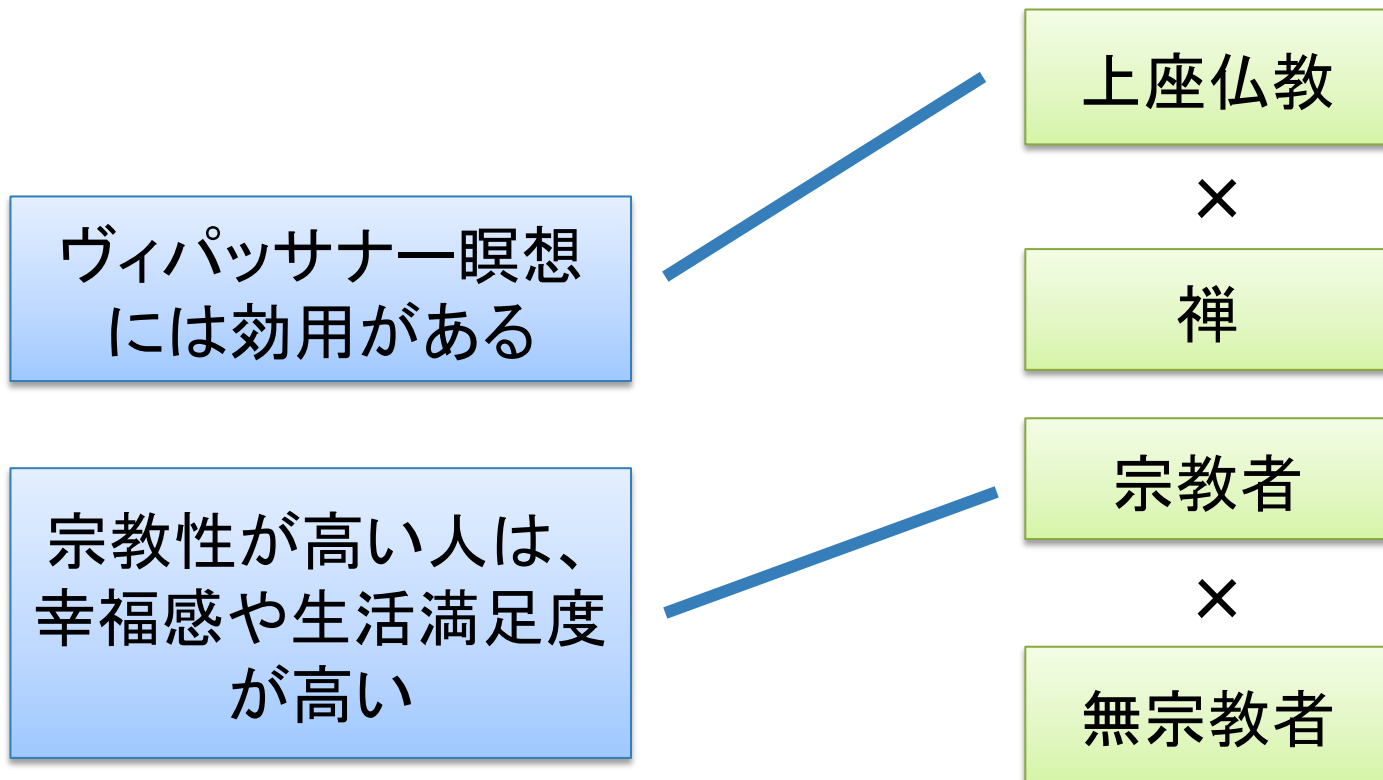 上座仏教
×
ヴィパッサナー瞑想
には効用がある
禅
宗教者
宗教性が高い人は、
幸福感や生活満足度
が高い
×
無宗教者